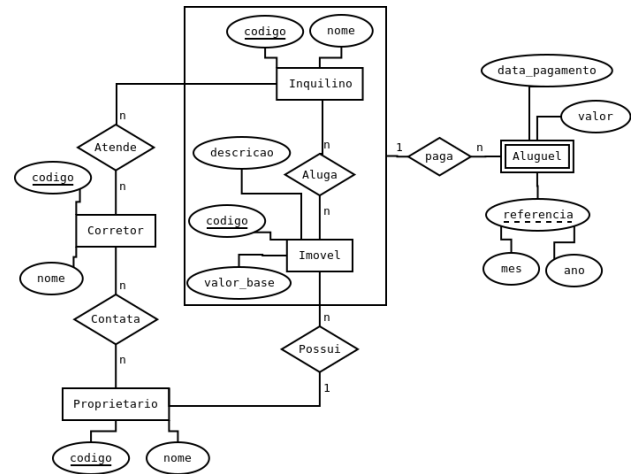 codigo
nome
Inquilino
data_pagamento
valor
n
Atende
n
descricao
n
Aluga
n
1
paga
n
Aluguel
codigo
Corretor
nome
codigo
Imovel
valor_base
referencia
mes
ano
n
Contata
n
n
Possui
1
Proprietario
codigo
nome